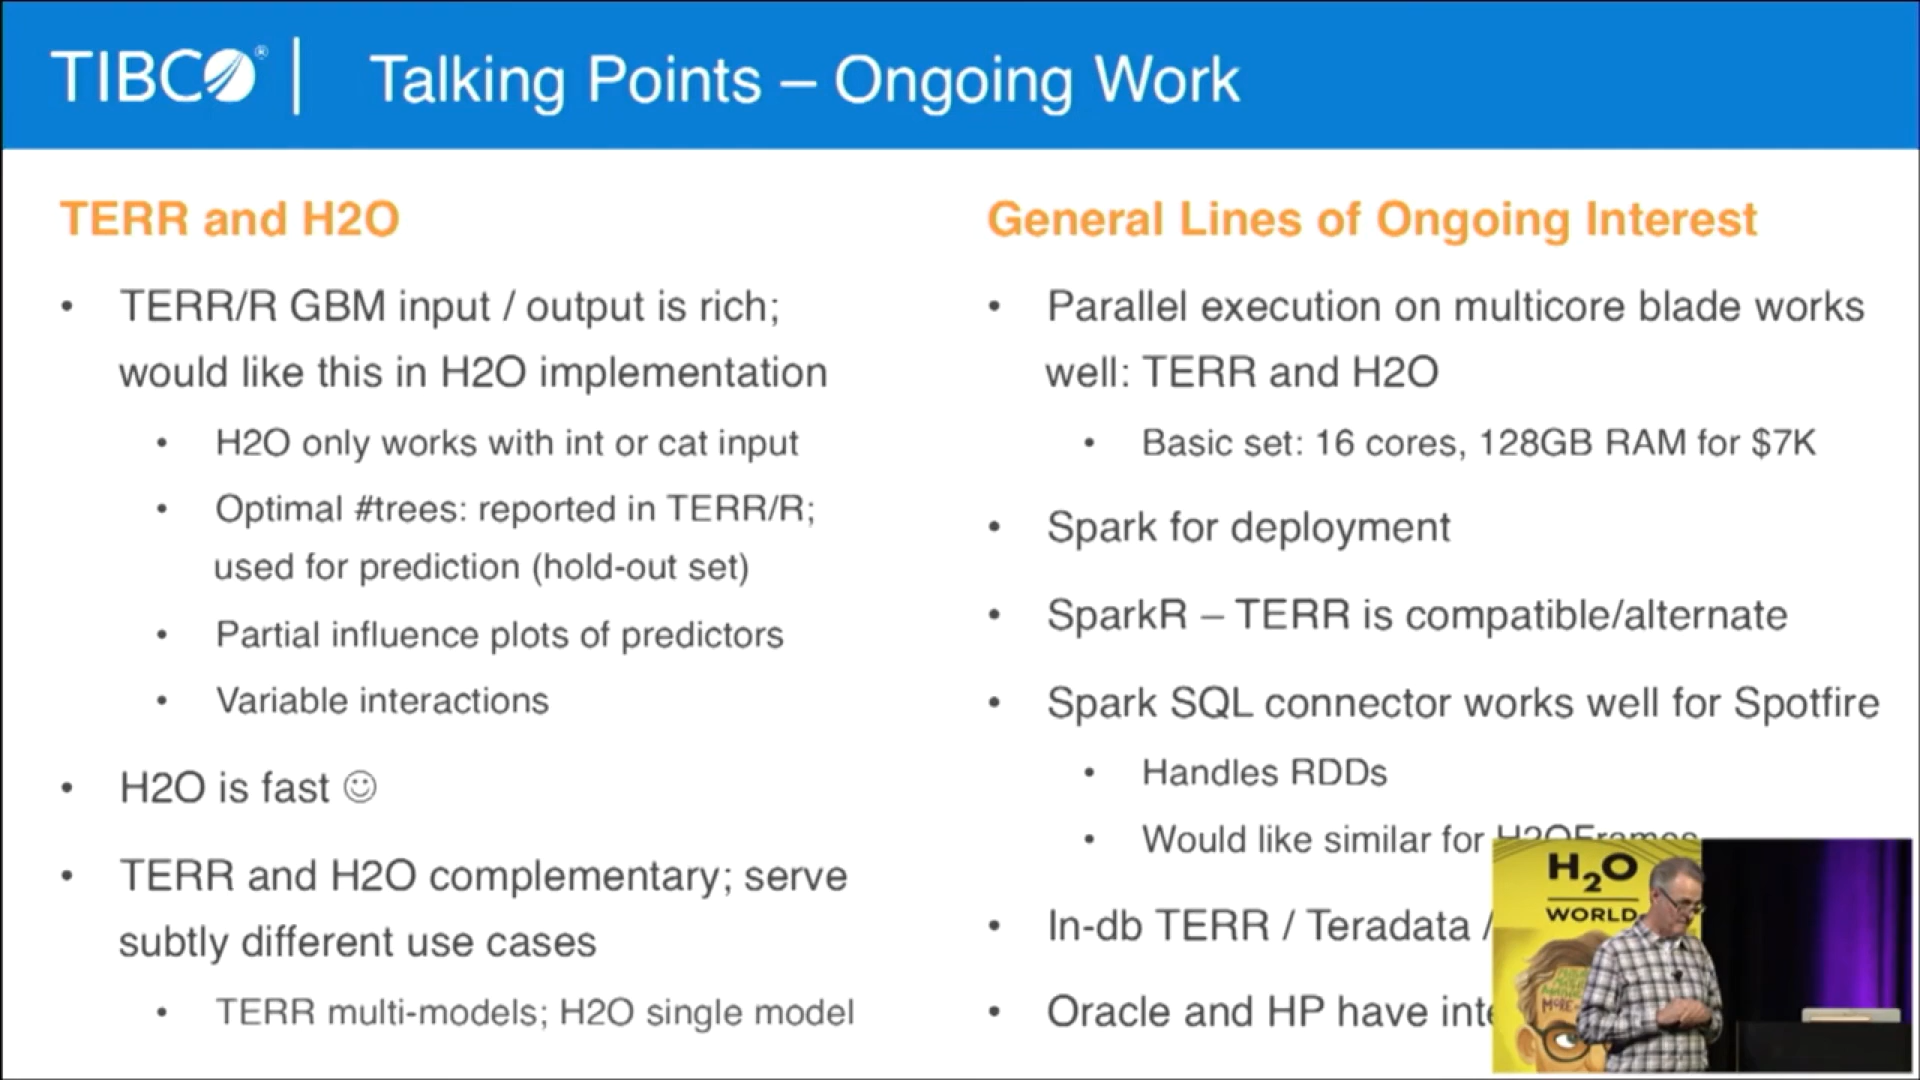 TIBCO®
Talking Points – Ongoing Work
TERR and H2O
• TERR/R GBM input / output is rich;
would like this in H2O implementation
• H2O only works with int or cat input
• Optimal #trees: reported in TERR/R;
used for prediction (hold-out set)
• Partial influence plots of predictors
• Variable interactions
• H2O is fast ☺
• TERR and H2O complementary; serve
subtly different use cases
• TERR multi-models; H2O single model
General Lines of Ongoing Interest
• Parallel execution on multicore blade works
well: TERR and H2O
• Basic set: 16 cores, 128GB RAM for $7K
• Spark for deployment
• SparkR – TERR is compatible/alternate
• Spark SQL connector works well for Spotfire
• Handles RDDs
• Would like similar for H2OFrames
• In-db TERR / Teradata /
• Oracle and HP have
H2O
WORLD
MORE